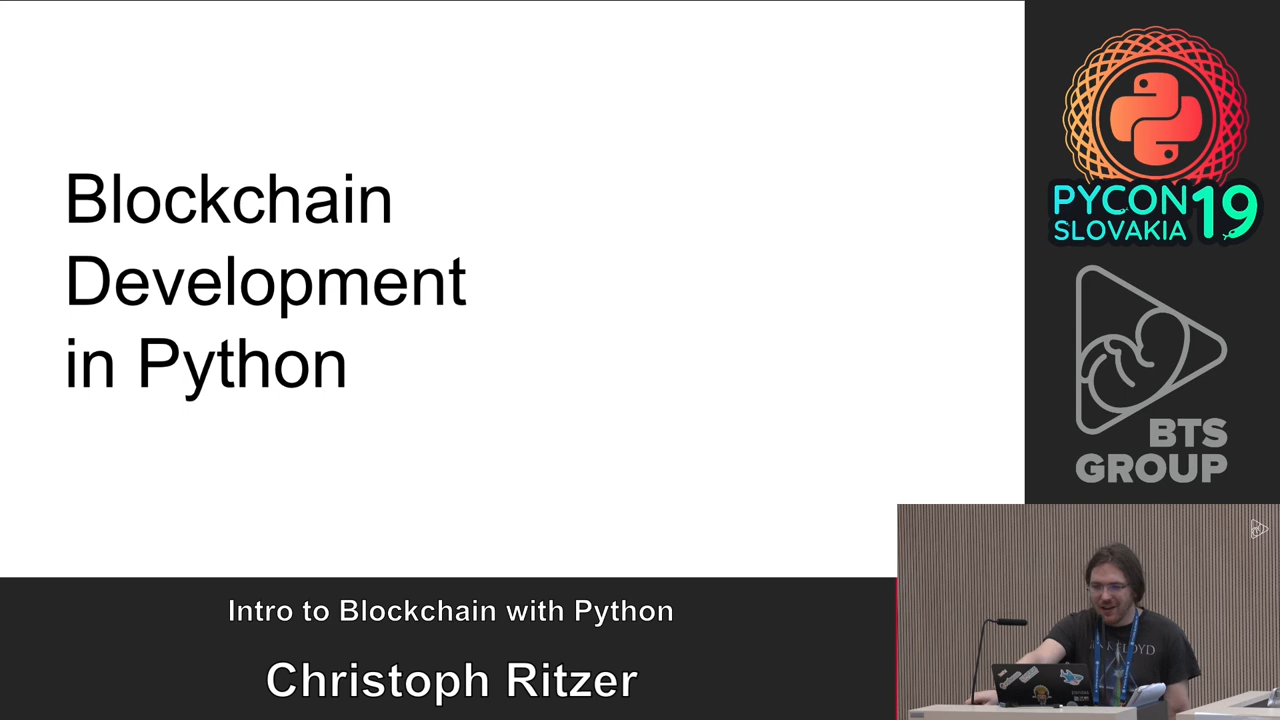 Blockchain
Development
in Python
PYCON 19
SLOVAKIA
BTS
GROUP
Intro to Blockchain with Python
Christoph Ritzer